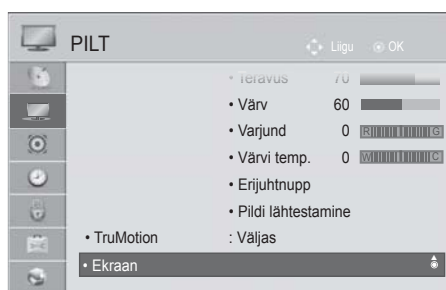 PILT
Liigu OK
• Teravus 70
• Värv 60
• Varjund 0 R G
• Värvi temp. 0 W C
• Erijuhtnupp
• Pildi lähtestamine
• TruMotion : Väljas
• Ekraan